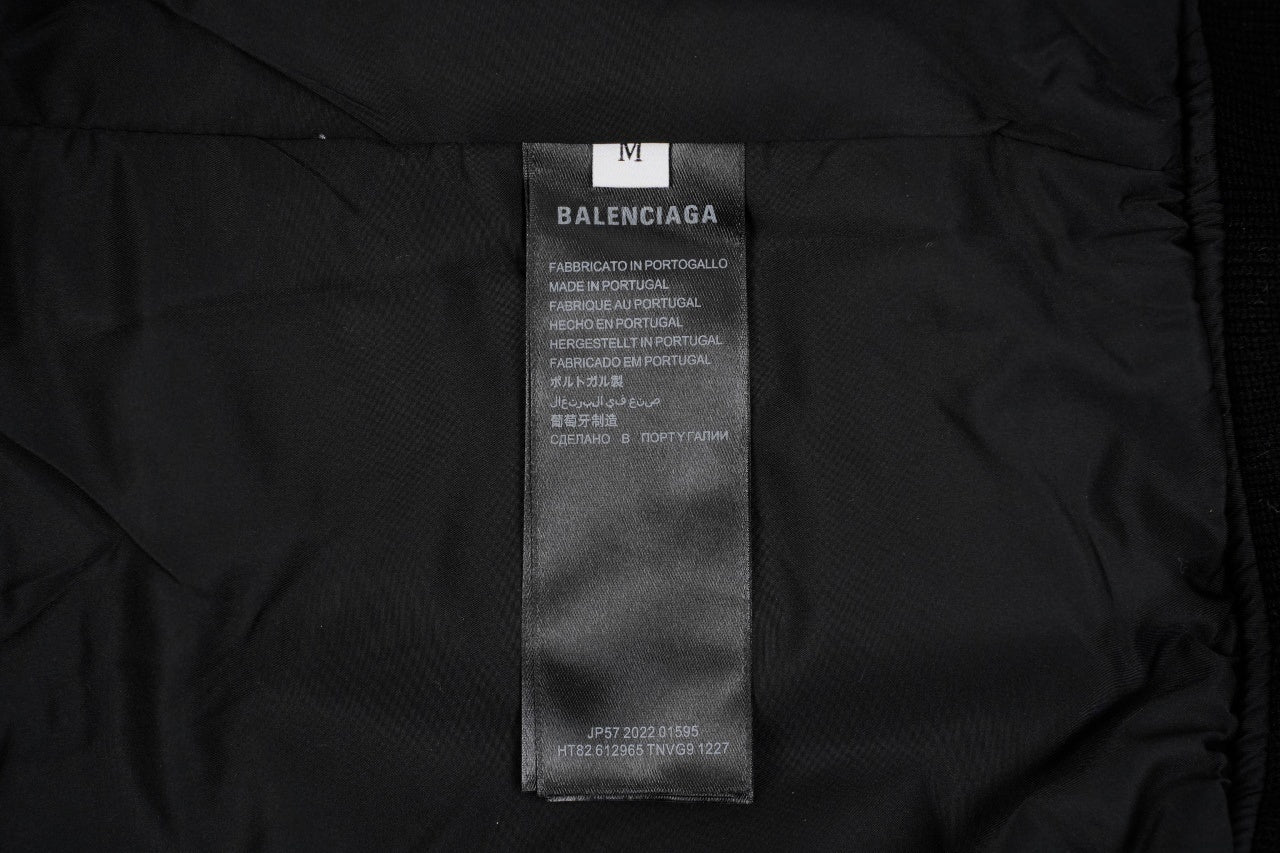 M
BALENCIAGA
FABBRICATO IN PORTOGALLO
MADE IN PORTUGAL
FABRIQUE AU PORTUGAL
HECHO EN PORTUGAL
HERGESTELLT IN PORTUGAL
FABRICADO EM PORTUGAL
ポルトガル製
صنع في البرتغال
葡萄牙制造
СДЕЛАНО В ПОРТУГАЛИИ
JP57 2022 01595
HT82 612965 TNVG9 1227